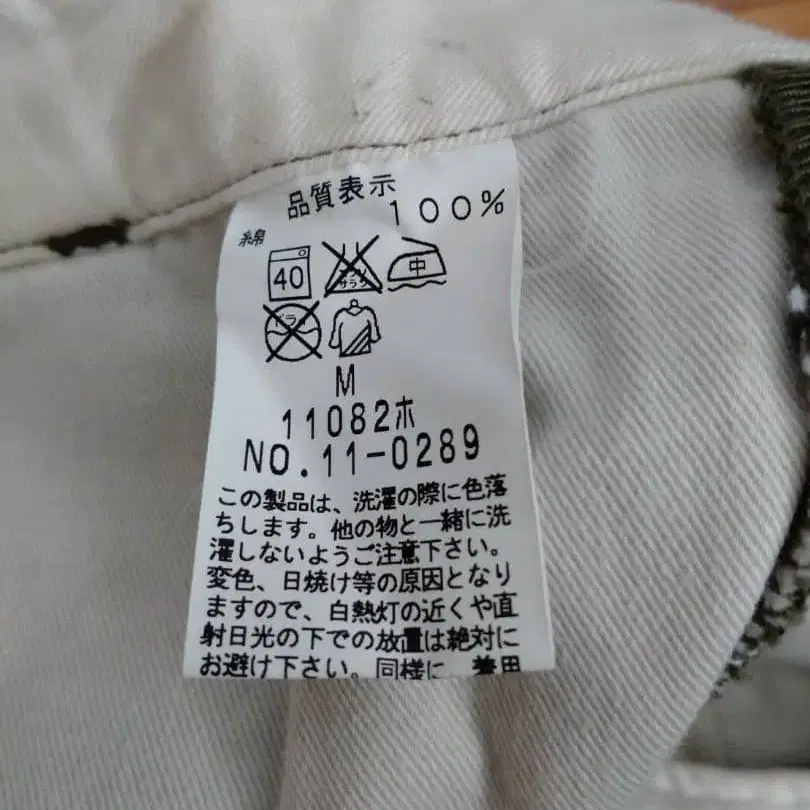 品質表示
綿 100%
40 エンソサラシ 中
ドライ
M
11082ホ
NO.11-0289
この製品は、洗濯の際に色落
ちします。他の物と一緒に洗
濯しないようご注意下さい。
変色、日焼け等の原因となり
ますので、白熱灯の近くや直
射日光の下での放置は絶対に
お避け下さい。同様に、着用